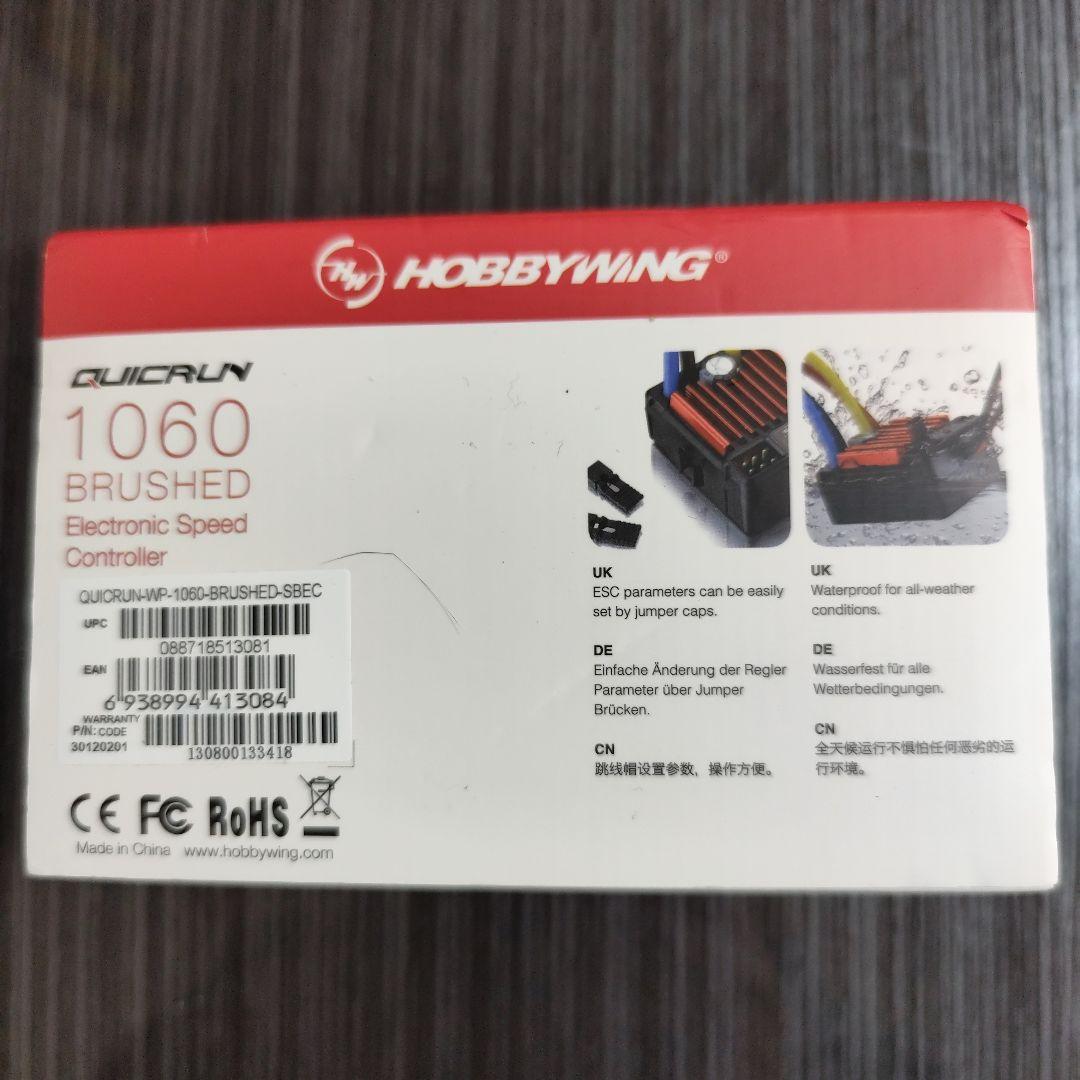 HW
HOBBYWING®
QUICRUN
1060
BRUSHED
Electronic Speed
Controller
QUICRUN-WP-1060-BRUSHED-SBEC
UPC
088718513081
EAN
6 938994 413084
WARRANTY
P/N: CODE
30120201
130800133418
CE FC RoHS
Made in China www.hobbywing.com
UK
ESC parameters can be easily
set by jumper caps.
DE
Einfache Änderung der Regler
Parameter über Jumper
Brücken.
CN
跳线帽设置参数，操作方便。
UK
Waterproof for all-weather
conditions.
DE
Wasserfest für alle
Wetterbedingungen.
CN
全天候运行不惧怕任何恶劣的运
行环境。